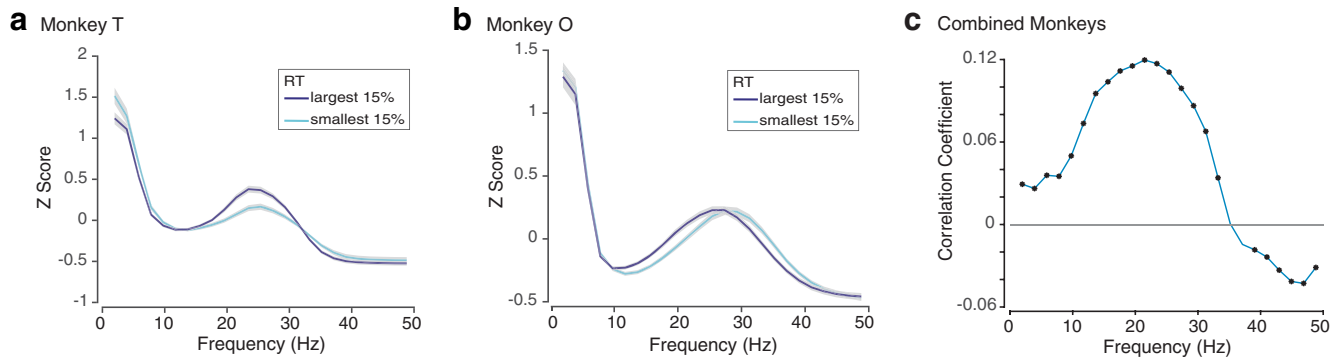 a Monkey T
2
1.5
1
0.5
0
-0.5
-1
Z Score
RT
largest 15%
smallest 15%
0 10 20 30 40 50
Frequency (Hz)
b Monkey O
1.5
1
0.5
0
-0.5
Z Score
RT
largest 15%
smallest 15%
0 10 20 30 40 50
Frequency (Hz)
c Combined Monkeys
0.12
0.06
0
-0.06
Correlation Coefficient
0 10 20 30 40 50
Frequency (Hz)